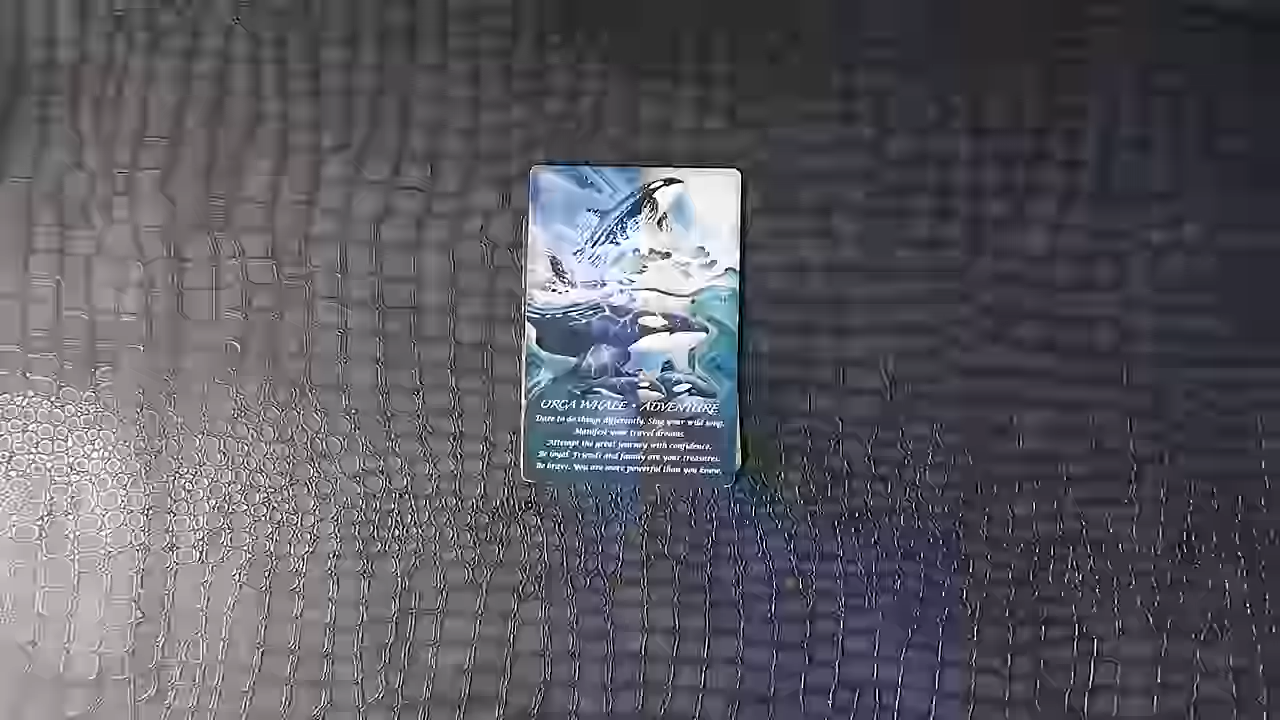 ORCA WHALE • ADVENTURE
Dare to do things differently. Sing your wild song.
Manifest your travel dreams.
Attempt the great journey with confidence.
Be loyal. Friends and family are your treasures.
Be brave. You are more powerful than you know.